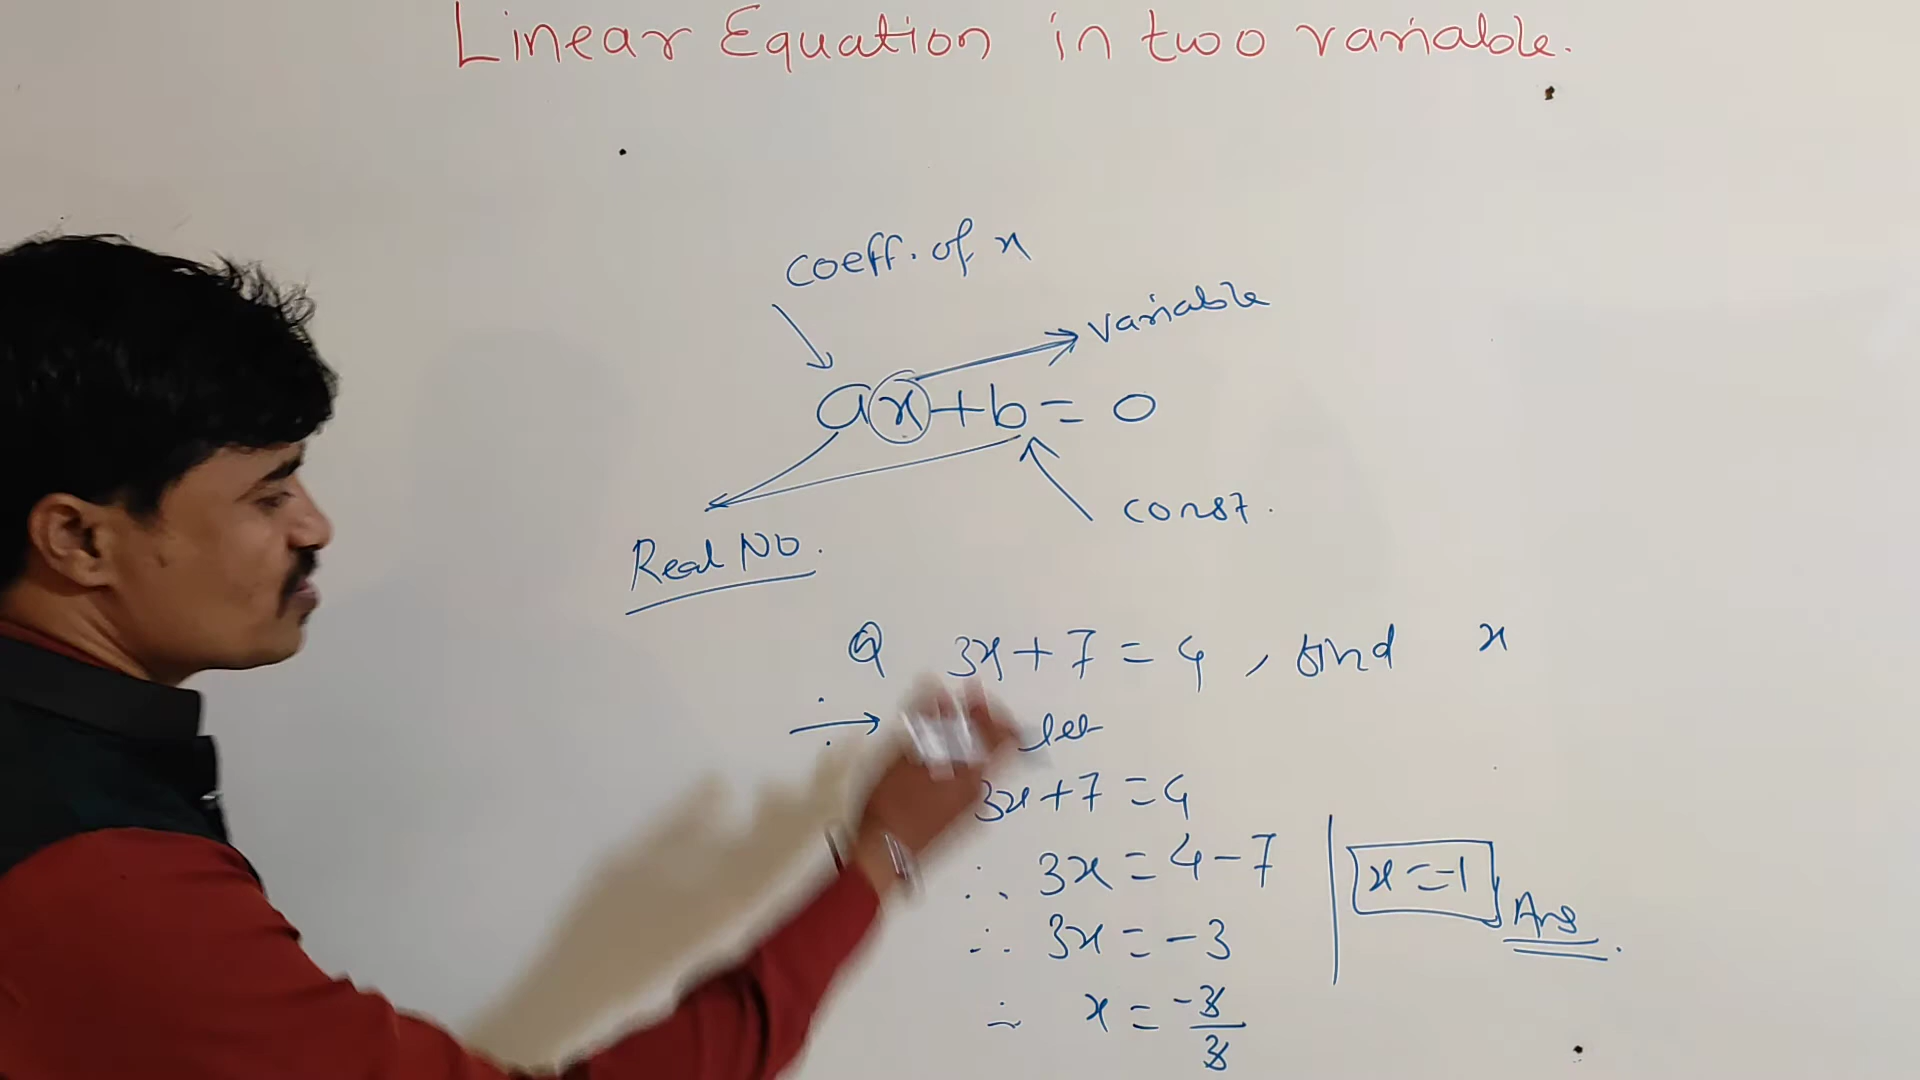 Linear Equation in two variable.
coeff. of x
variable
ax+b= 0
const.
Real No.
Q 3x+7=4, find x
let
3x+7=4
∴ 3x=4-7
∴ 3x=-3
∴ x=-3/3
x=-1
Ans.